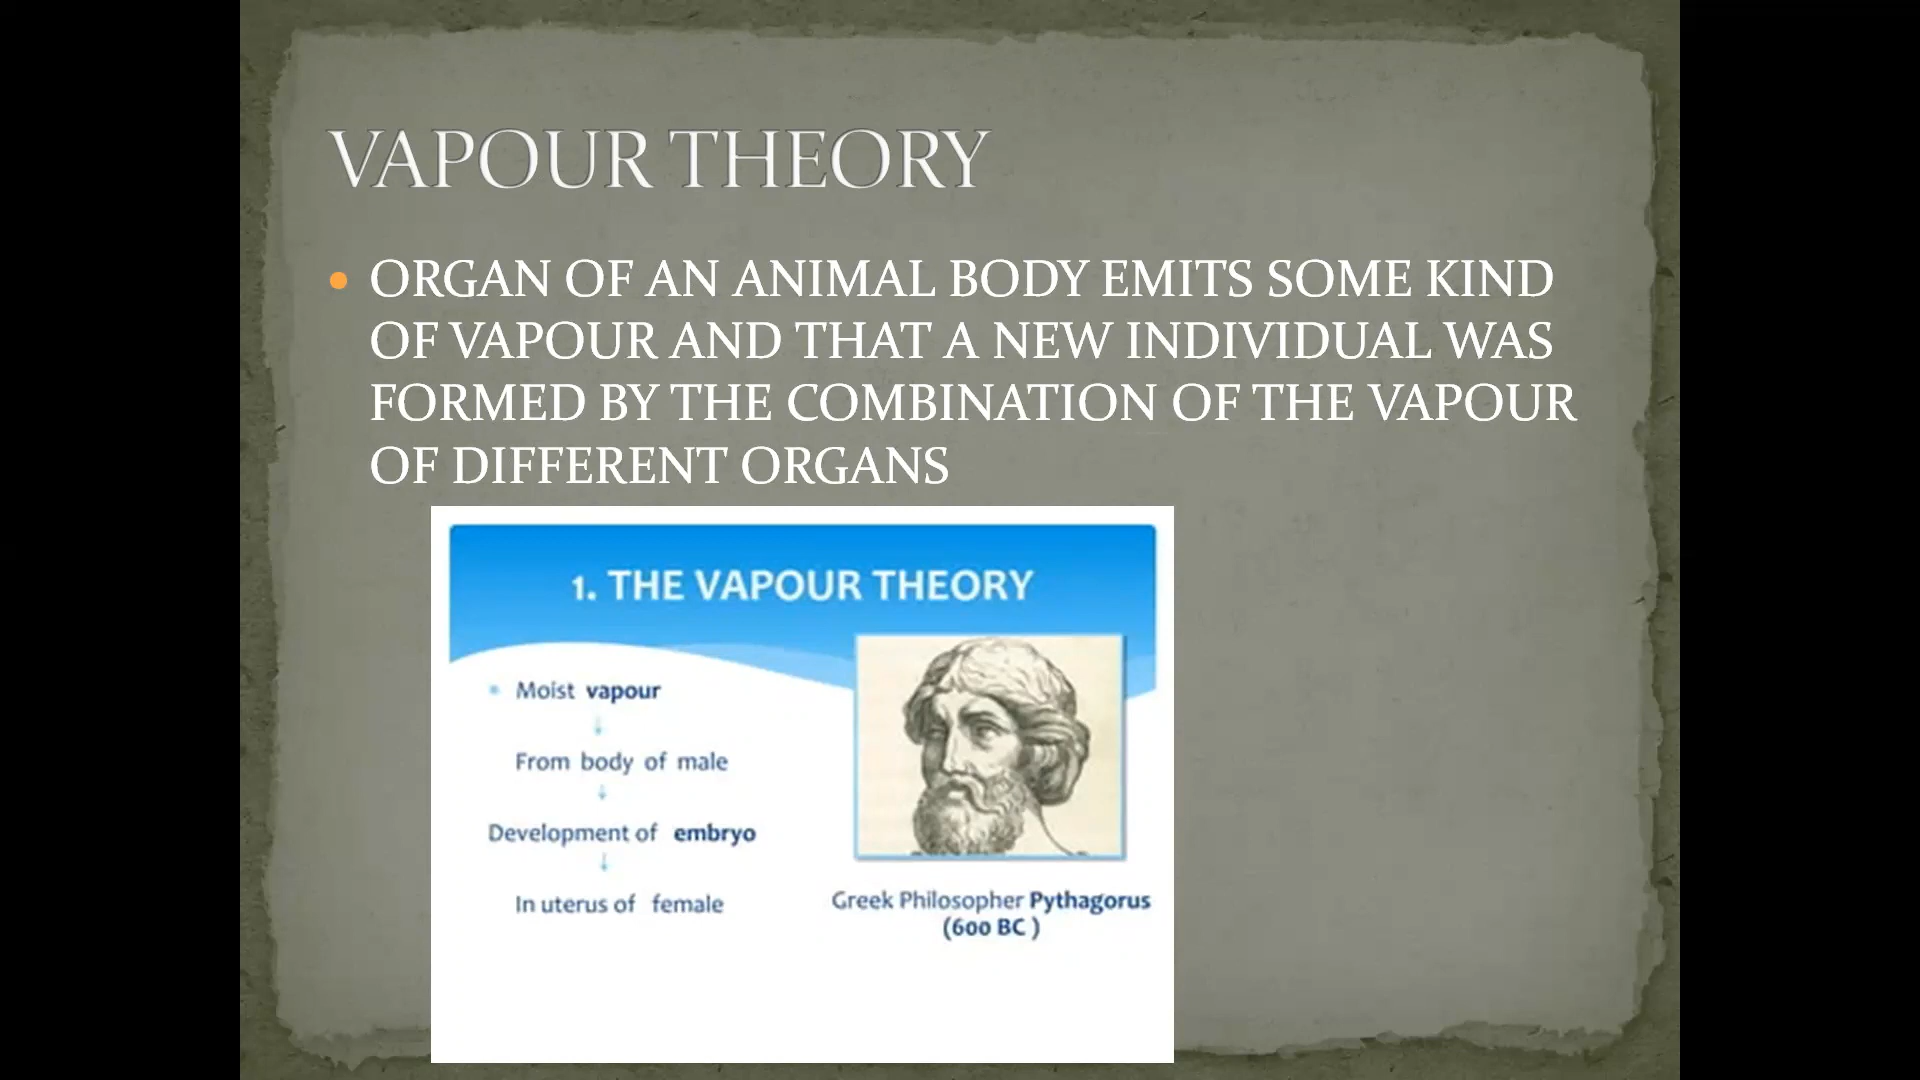 VAPOUR THEORY
ORGAN OF AN ANIMAL BODY EMITS SOME KIND
OF VAPOUR AND THAT A NEW INDIVIDUAL WAS
FORMED BY THE COMBINATION OF THE VAPOUR
OF DIFFERENT ORGANS
1. THE VAPOUR THEORY
Moist vapour
From body of male
Development of embryo
In uterus of female
Greek Philosopher Pythagorus
(600 BC )